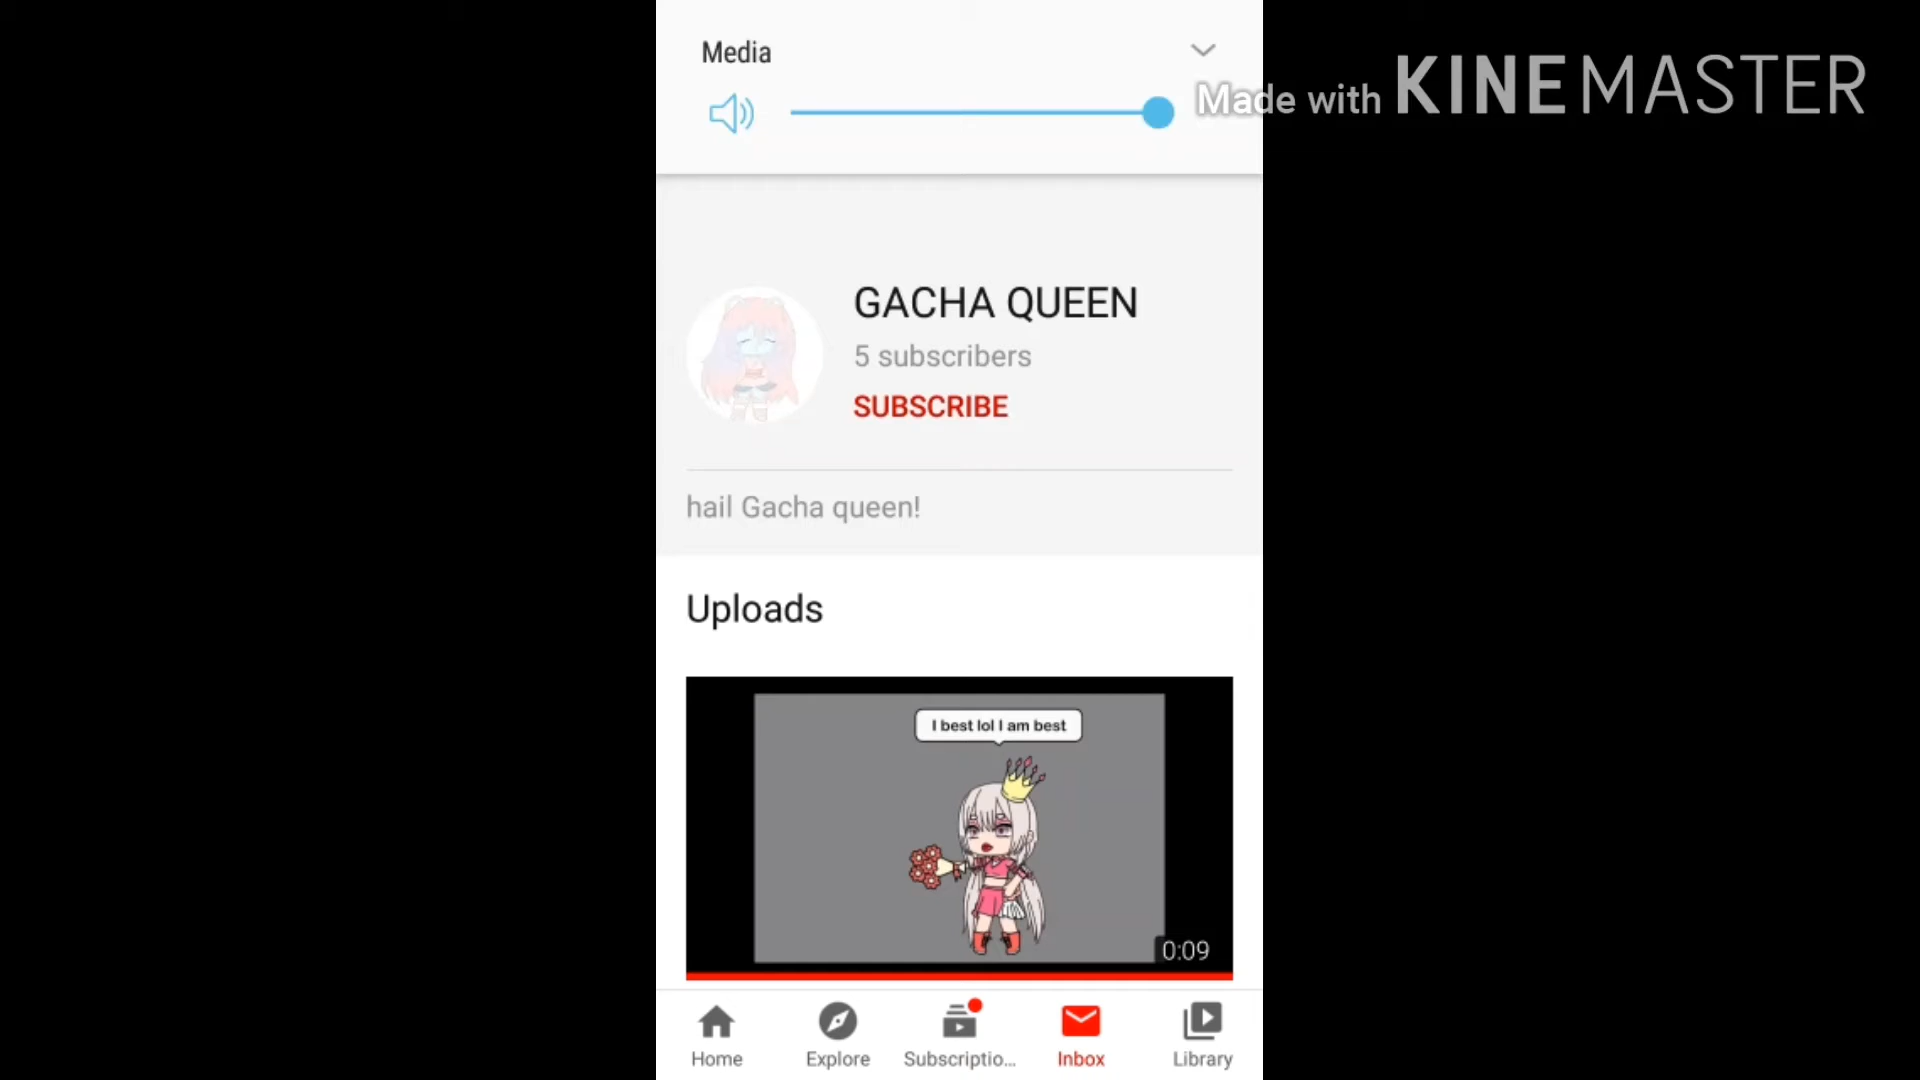 Media
Made with KINEMASTER
GACHA QUEEN
5 subscribers
SUBSCRIBE
hail Gacha queen!
Uploads
I best lol I am best
0:09
Home
Explore
Subscriptio...
Inbox
Library